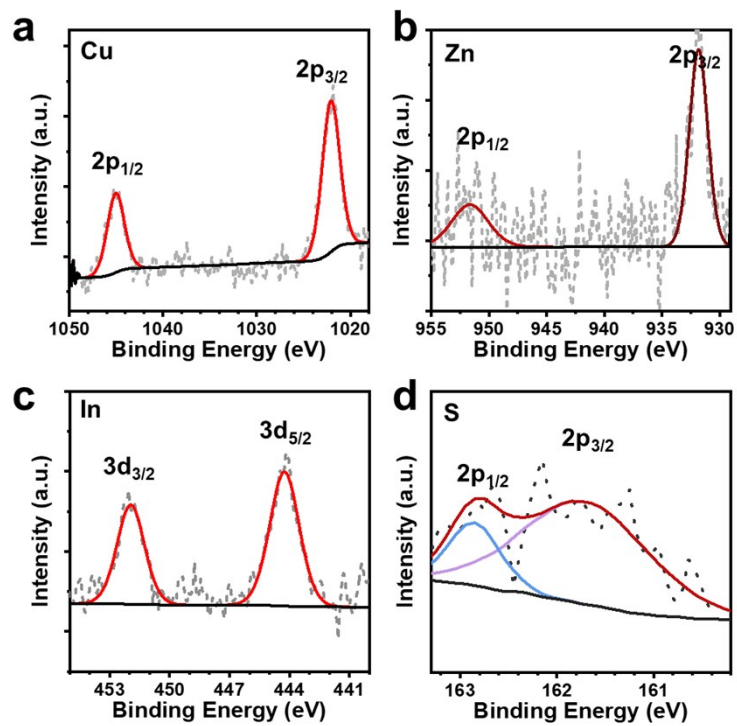 a
Cu
2p1/2
2p3/2
Intensity (a.u.)
1050 1040 1030 1020
Binding Energy (eV)
b
Zn
2p1/2
2p3/2
Intensity (a.u.)
955 950 945 940 935 930
Binding Energy (eV)
c
In
3d3/2
3d5/2
Intensity (a.u.)
453 450 447 444 441
Binding Energy (eV)
d
S
2p1/2
2p3/2
Intensity (a.u.)
163 162 161
Binding Energy (eV)